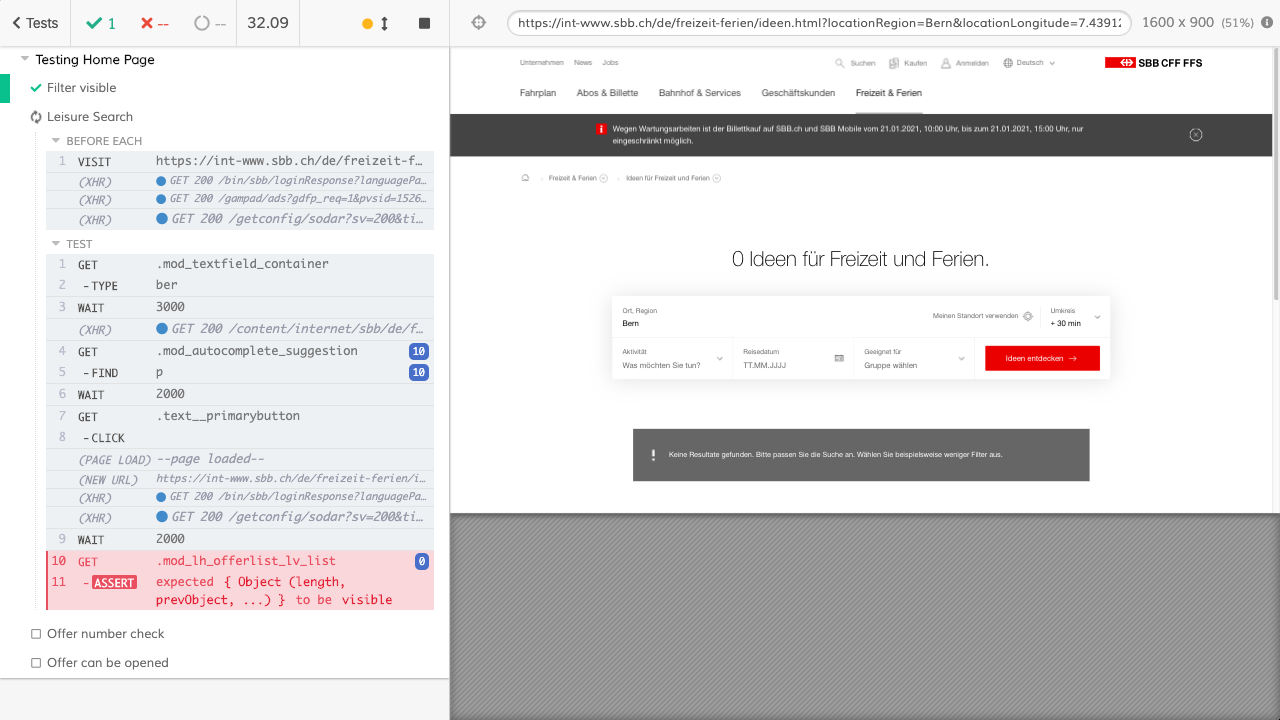 Tests
1
--
--
32.09
https://int-www.sbb.ch/de/freizeit-ferien/ideen.html?locationRegion=Bern&locationLongitude=7.4391
1600 x 900 (51%)
Testing Home Page
Filter visible
Leisure Search
BEFORE EACH
1 VISIT https://int-www.sbb.ch/de/freizeit-f…
(XHR) GET 200 /bin/sbb/loginResponse?languagePa…
(XHR) GET 200 /gampad/ads?gdfp_req=1&pvsid=1526…
(XHR) GET 200 /getconfig/sodar?sv=200&ti…
TEST
1 GET .mod_textfield_container
2 -TYPE ber
3 WAIT 3000
(XHR) GET 200 /content/internet/sbb/de/f…
4 GET .mod_autocomplete_suggestion 10
5 -FIND p 10
6 WAIT 2000
7 GET .text__primarybutton
8 -CLICK
(PAGE LOAD) --page loaded--
(NEW URL) https://int-www.sbb.ch/de/freizeit-ferien/i…
(XHR) GET 200 /bin/sbb/loginResponse?languagePa…
(XHR) GET 200 /getconfig/sodar?sv=200&ti…
9 WAIT 2000
10 GET .mod_lh_offerlist_lv_list 0
11 -ASSERT expected { Object (length,
prevObject, ...) } to be visible
Offer number check
Offer can be opened
Unternehmen News Jobs
Suchen Kaufen Anmelden Deutsch
SBB CFF FFS
Fahrplan Abos & Billette Bahnhof & Services Geschäftskunden Freizeit & Ferien
Wegen Wartungsarbeiten ist der Billettkauf auf SBB.ch und SBB Mobile vom 21.01.2021, 10:00 Uhr, bis zum 21.01.2021, 15:00 Uhr, nur
eingeschränkt möglich.
Freizeit & Ferien Ideen für Freizeit und Ferien
0 Ideen für Freizeit und Ferien.
Ort, Region
Bern
Meinen Standort verwenden
Umkreis
+ 30 min
Aktivität
Was möchten Sie tun?
Reisedatum
TT.MM.JJJJ
Geeignet für
Gruppe wählen
Ideen entdecken
Keine Resultate gefunden. Bitte passen Sie die Suche an. Wählen Sie beispielsweise weniger Filter aus.